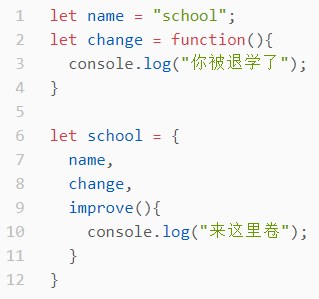 1 let name = "school";
2 let change = function(){
3   console.log("你被退学了");
4 }
5
6 let school = {
7   name,
8   change,
9   improve(){
10     console.log("来这里卷");
11   }
12 }